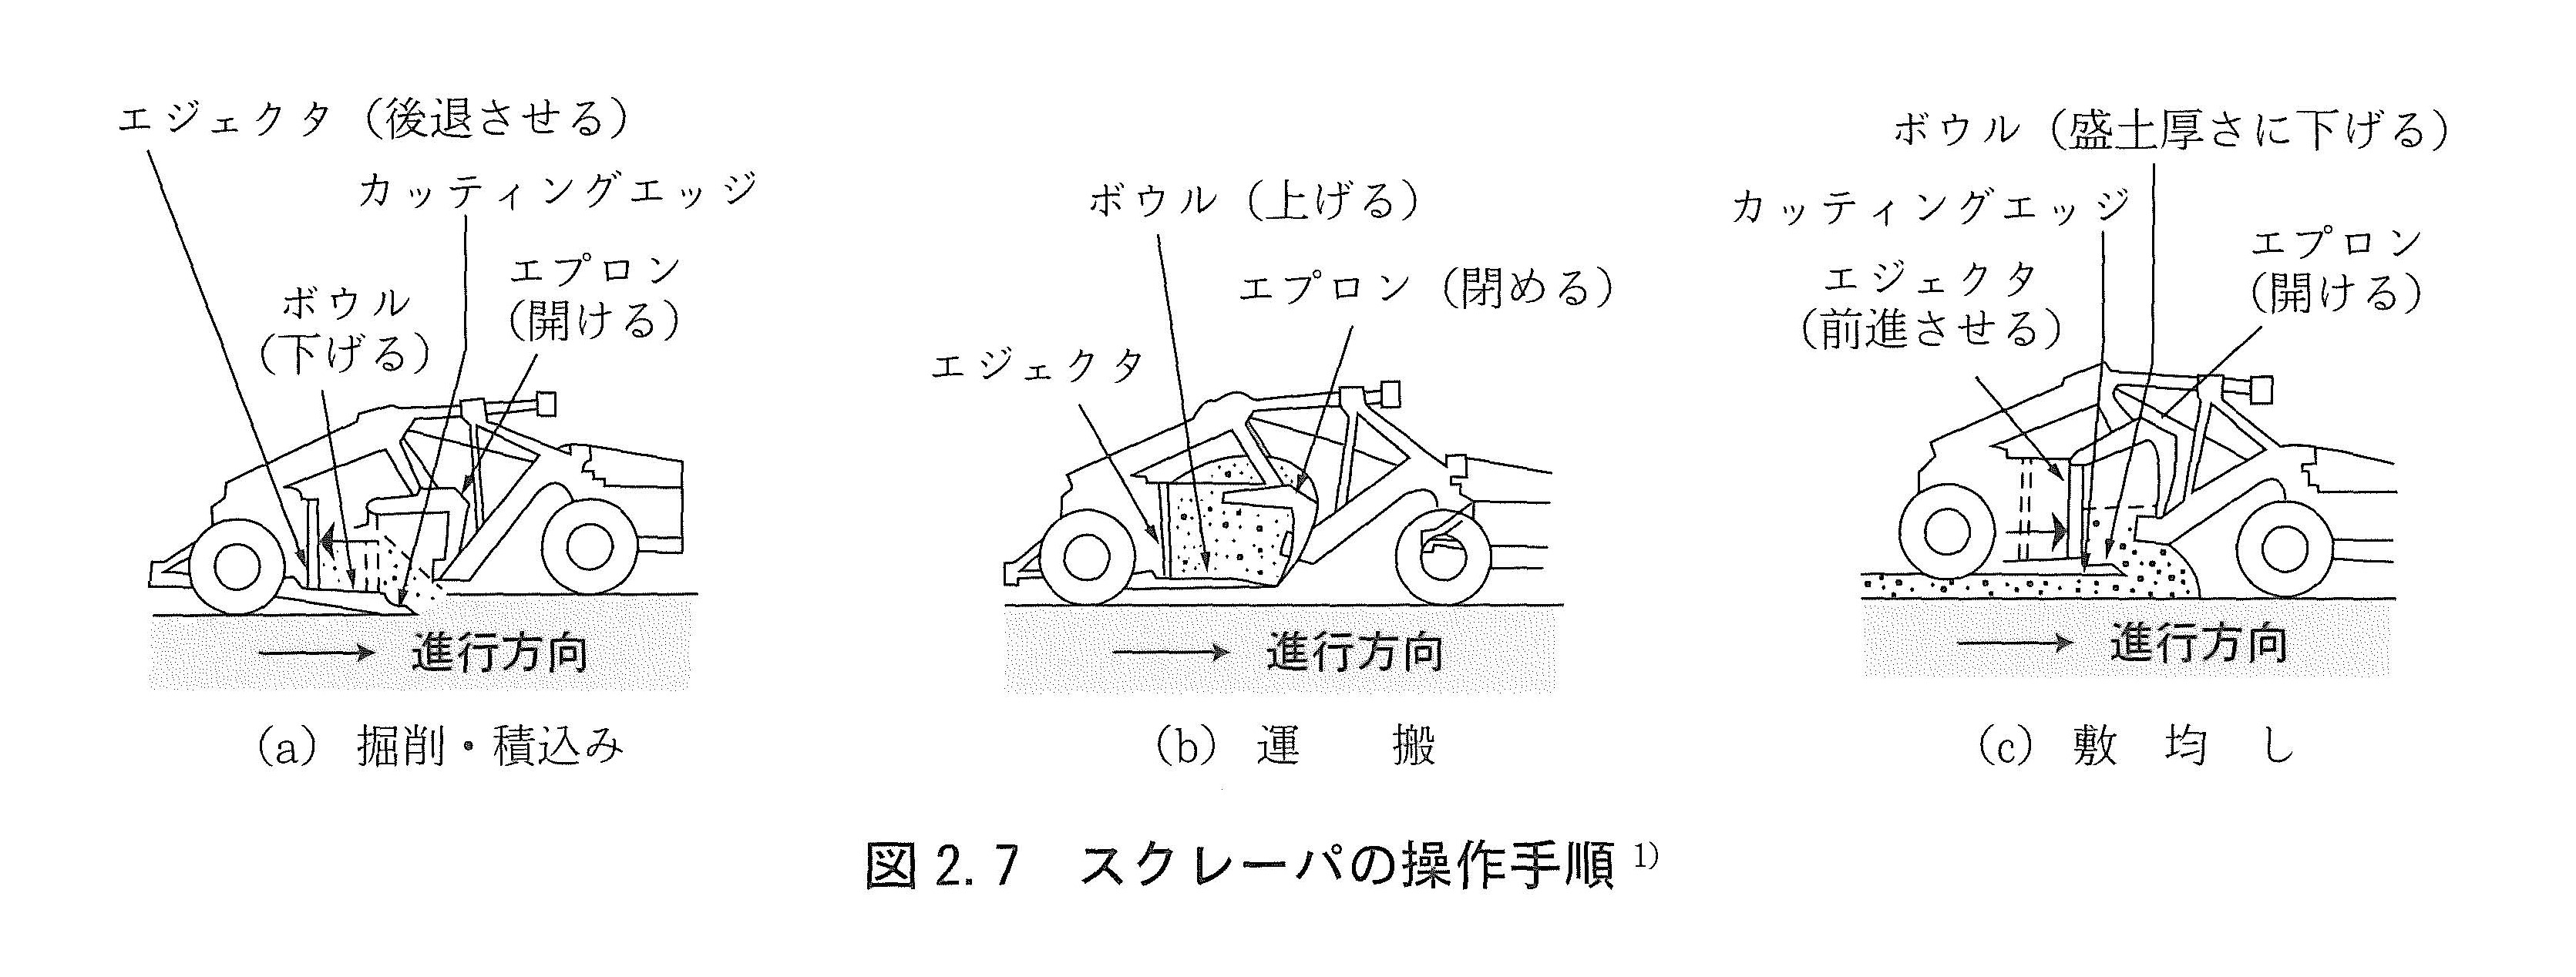 エジェクタ（後退させる）
カッティングエッジ
エプロン
（開ける）
ボウル
（下げる）
進行方向
(a) 掘削・積込み
ボウル（上げる）
エプロン（閉める）
エジェクタ
進行方向
(b) 運　搬
ボウル（盛土厚さに下げる）
カッティングエッジ
エプロン
（開ける）
エジェクタ
（前進させる）
進行方向
(c) 敷　均　し
図2.7　スクレーパの操作手順1)